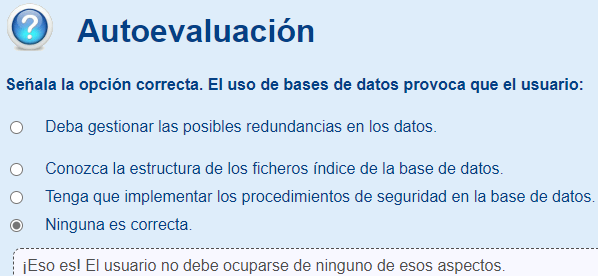 Autoevaluación
Señala la opción correcta. El uso de bases de datos provoca que el usuario:
Deba gestionar las posibles redundancias en los datos.
Conozca la estructura de los ficheros índice de la base de datos.
Tenga que implementar los procedimientos de seguridad en la base de datos.
Ninguna es correcta.
¡Eso es! El usuario no debe ocuparse de ninguno de esos aspectos.